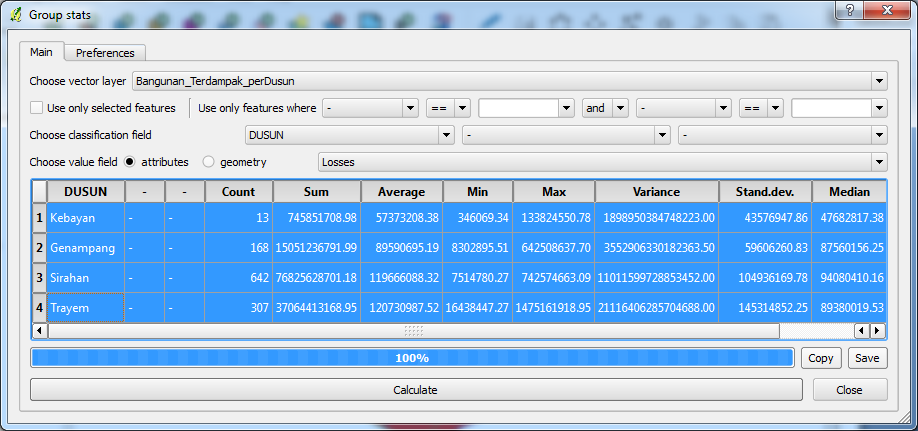 Group stats
Main Preferences
Choose vector layer Bangunan_Terdampak_perDusun
Use only selected features Use only features where - == and - ==
Choose classification field DUSUN - -
Choose value field attributes geometry Losses
DUSUN - - Count Sum Average Min Max Variance Stand.dev. Median
1 Kebayan - - 13 745851708.98 57373208.38 346069.34 133824550.78 1898950384748223.00 43576947.86 47682817.38
2 Genampang - - 168 15051236791.99 89590695.19 8302895.51 642508637.70 3552906330182363.50 59606260.83 87560156.25
3 Sirahan - - 642 76825628701.18 119666088.32 7514780.27 742574663.09 11011599728853452.00 104936169.78 94080410.16
4 Trayem - - 307 37064413168.95 120730987.52 16438447.27 1475161918.95 21116406285704688.00 145314852.25 89380019.53
100% Copy Save
Calculate Close